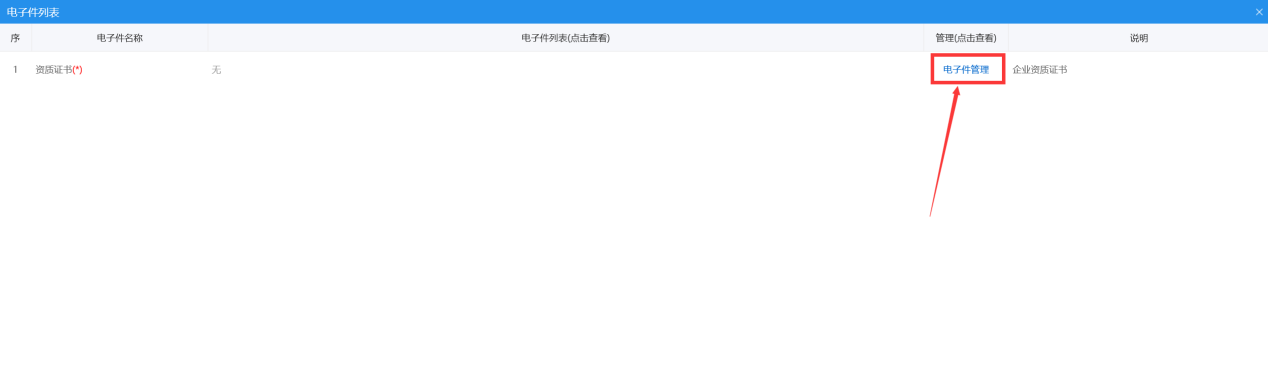 电子件列表
序 电子件名称 电子件列表(点击查看) 管理(点击查看) 说明
1 资质证书(*) 无 电子件管理 企业资质证书